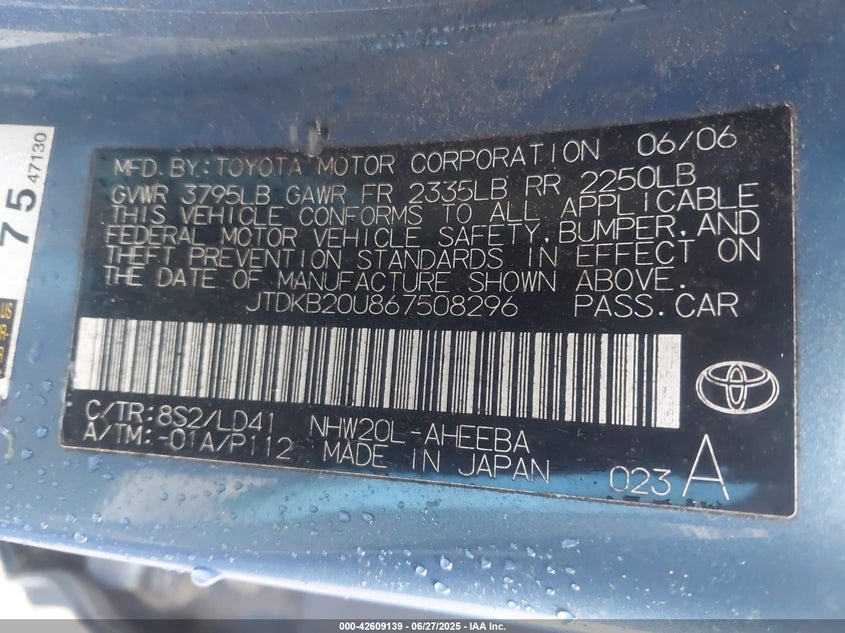 MFD.BY:TOYOTA MOTOR CORPORATION 06/06
GVWR 3795LB GAWR FR 2335LB RR 2250LB
THIS VEHICLE CONFORMS TO ALL APPLICABLE
FEDERAL MOTOR VEHICLE SAFETY,BUMPER,AND
THEFT PREVENTION STANDARDS IN EFFECT ON
THE DATE OF MANUFACTURE SHOWN ABOVE.
JTDKB20U867508296 PASS.CAR
C/TR:8S2/LD41 NHW20L-AHEEBA
A/TM:-01A/P112 MADE IN JAPAN
023 A
75
47130
000-42609139 - 06/27/2025 - IAA Inc.